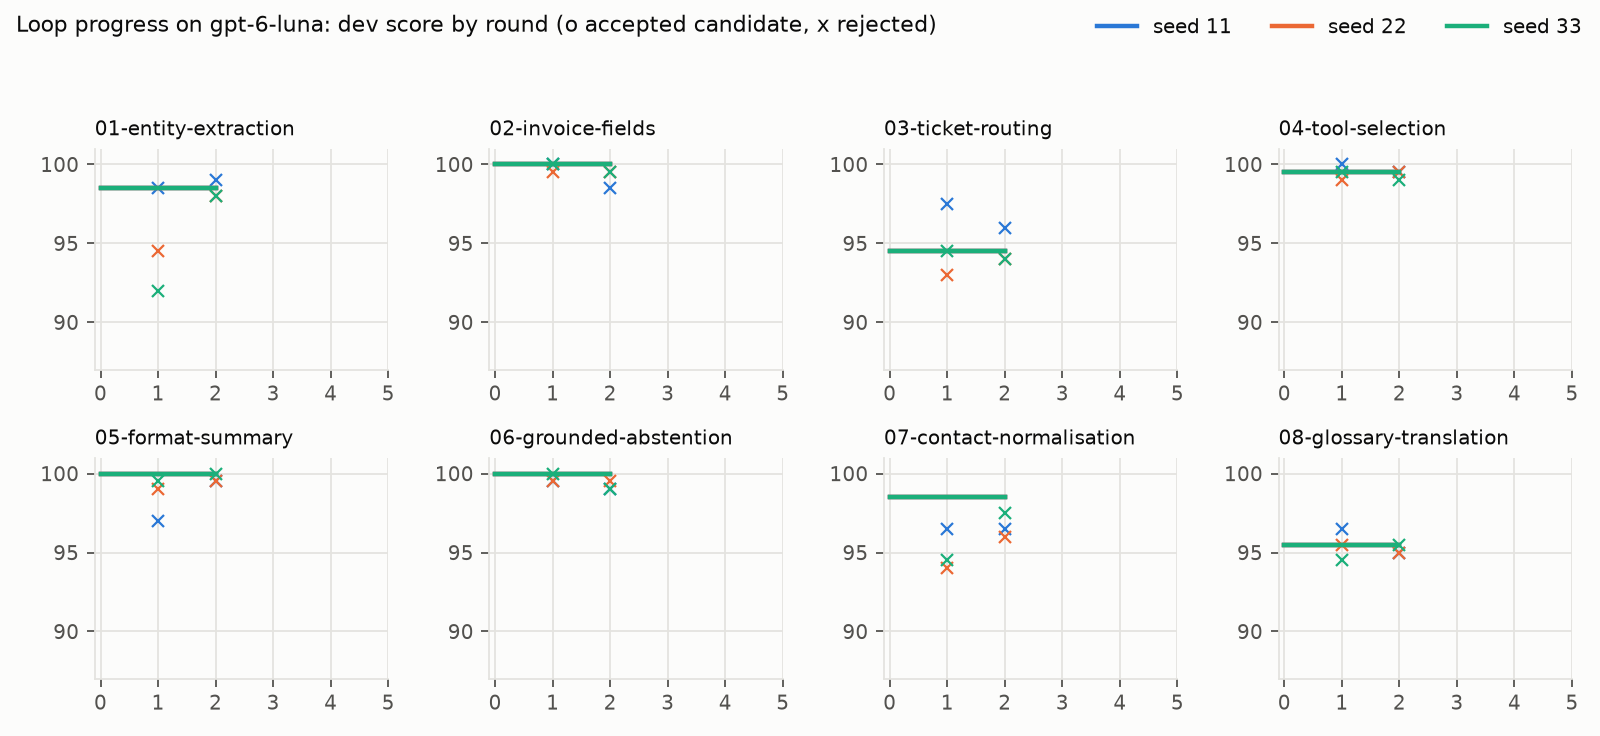 Loop progress on gpt-6-luna: dev score by round (o accepted candidate, x rejected)
seed 11 seed 22 seed 33
01-entity-extraction 02-invoice-fields 03-ticket-routing 04-tool-selection
100 100 100 100
95 95 95 95
90 90 90 90
0 1 2 3 4 5 0 1 2 3 4 5 0 1 2 3 4 5 0 1 2 3 4 5
05-format-summary 06-grounded-abstention 07-contact-normalisation 08-glossary-translation
100 100 100 100
95 95 95 95
90 90 90 90
0 1 2 3 4 5 0 1 2 3 4 5 0 1 2 3 4 5 0 1 2 3 4 5